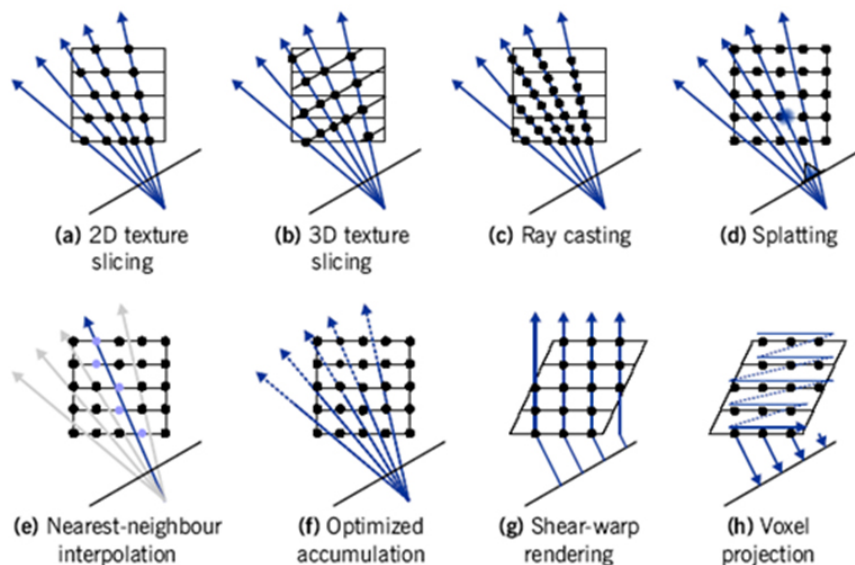 (a) 2D texture
slicing
(b) 3D texture
slicing
(c) Ray casting
(d) Splatting
(e) Nearest-neighbour
interpolation
(f) Optimized
accumulation
(g) Shear-warp
rendering
(h) Voxel
projection